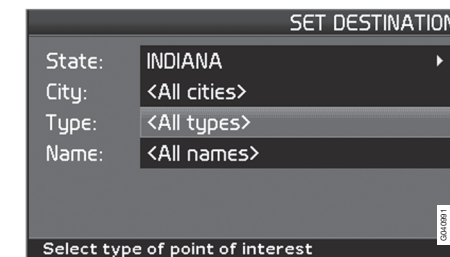 SET DESTINATION
State: INDIANA
City: <All cities>
Type: <All types>
Name: <All names>
G040991
Select type of point of interest